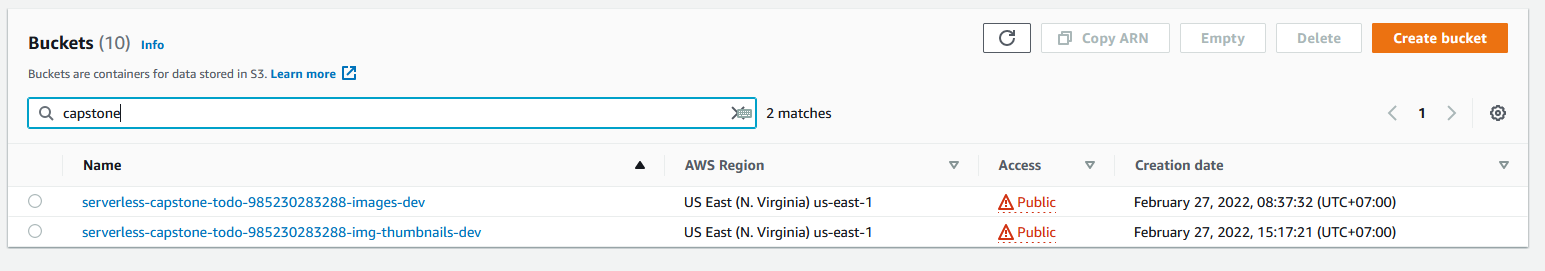 Buckets (10) Info
Copy ARN
Empty
Delete
Create bucket
Buckets are containers for data stored in S3. Learn more
capstone
2 matches
1
Name AWS Region Access Creation date
serverless-capstone-todo-985230283288-images-dev US East (N. Virginia) us-east-1 Public February 27, 2022, 08:37:32 (UTC+07:00)
serverless-capstone-todo-985230283288-img-thumbnails-dev US East (N. Virginia) us-east-1 Public February 27, 2022, 15:17:21 (UTC+07:00)